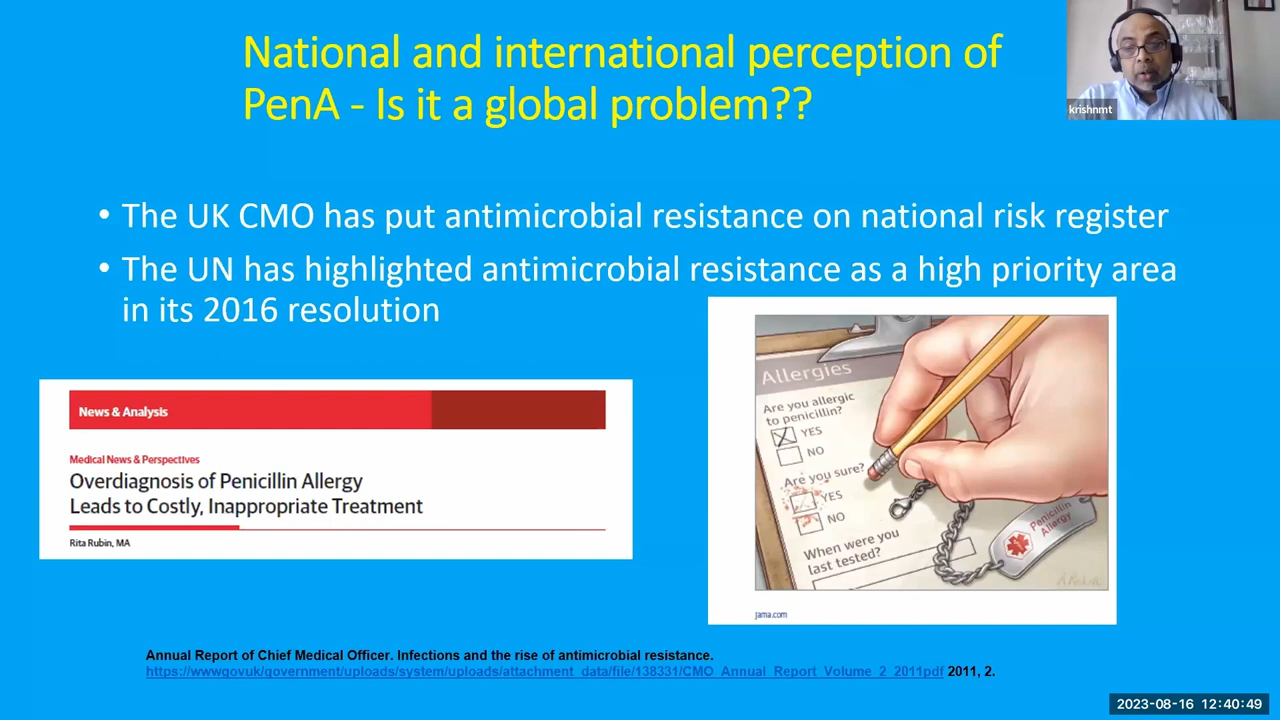 National and international perception of
PenA - Is it a global problem??
krishnmt
• The UK CMO has put antimicrobial resistance on national risk register
• The UN has highlighted antimicrobial resistance as a high priority area
in its 2016 resolution
News & Analysis
Medical News & Perspectives
Overdiagnosis of Penicillin Allergy
Leads to Costly, Inappropriate Treatment
Rita Rubin, MA
Allergies
Are you allergic
to penicillin?
YES
NO
Are you sure?
YES
NO
When were you
last tested?
Penicillin
Allergy
jama.com
Annual Report of Chief Medical Officer. Infections and the rise of antimicrobial resistance.
https://wwwgovuk/government/uploads/system/uploads/attachment_data/file/138331/CMO_Annual_Report_Volume_2_2011pdf 2011, 2.
2023-08-16 12:40:49